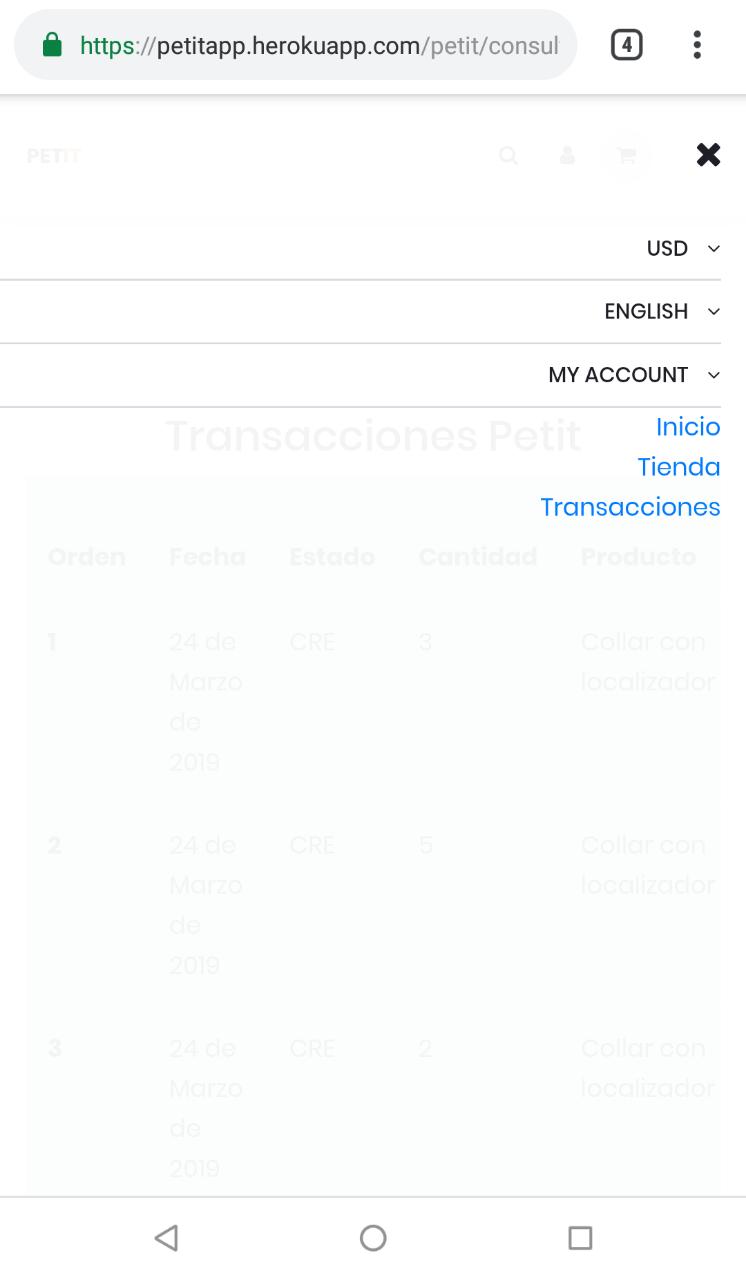 https://petitapp.herokuapp.com/petit/consul
4
PETIT
USD
ENGLISH
MY ACCOUNT
Inicio
Tienda
Transacciones
Transacciones Petit
Orden Fecha Estado Cantidad Producto
1 24 de CRE 3 Collar con
Marzo localizador
de
2019
2 24 de CRE 5 Collar con
Marzo localizador
de
2019
3 24 de CRE 2 Collar con
Marzo localizador
de
2019